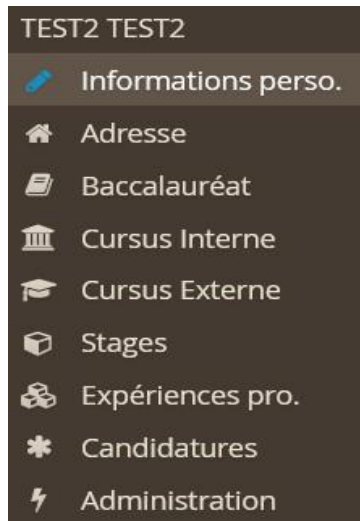 TEST2 TEST2
Informations perso.
Adresse
Baccalauréat
Cursus Interne
Cursus Externe
Stages
Expériences pro.
Candidatures
Administration